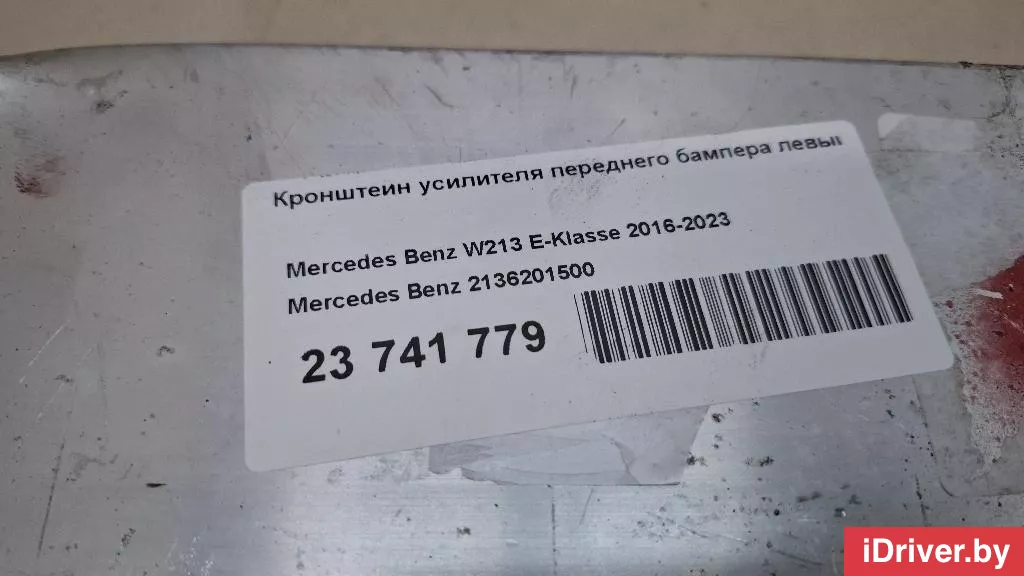 Кронштейн усилителя переднего бампера левый
Mercedes Benz W213 E-Klasse 2016-2023
Mercedes Benz 2136201500
23 741 779
iDriver.by